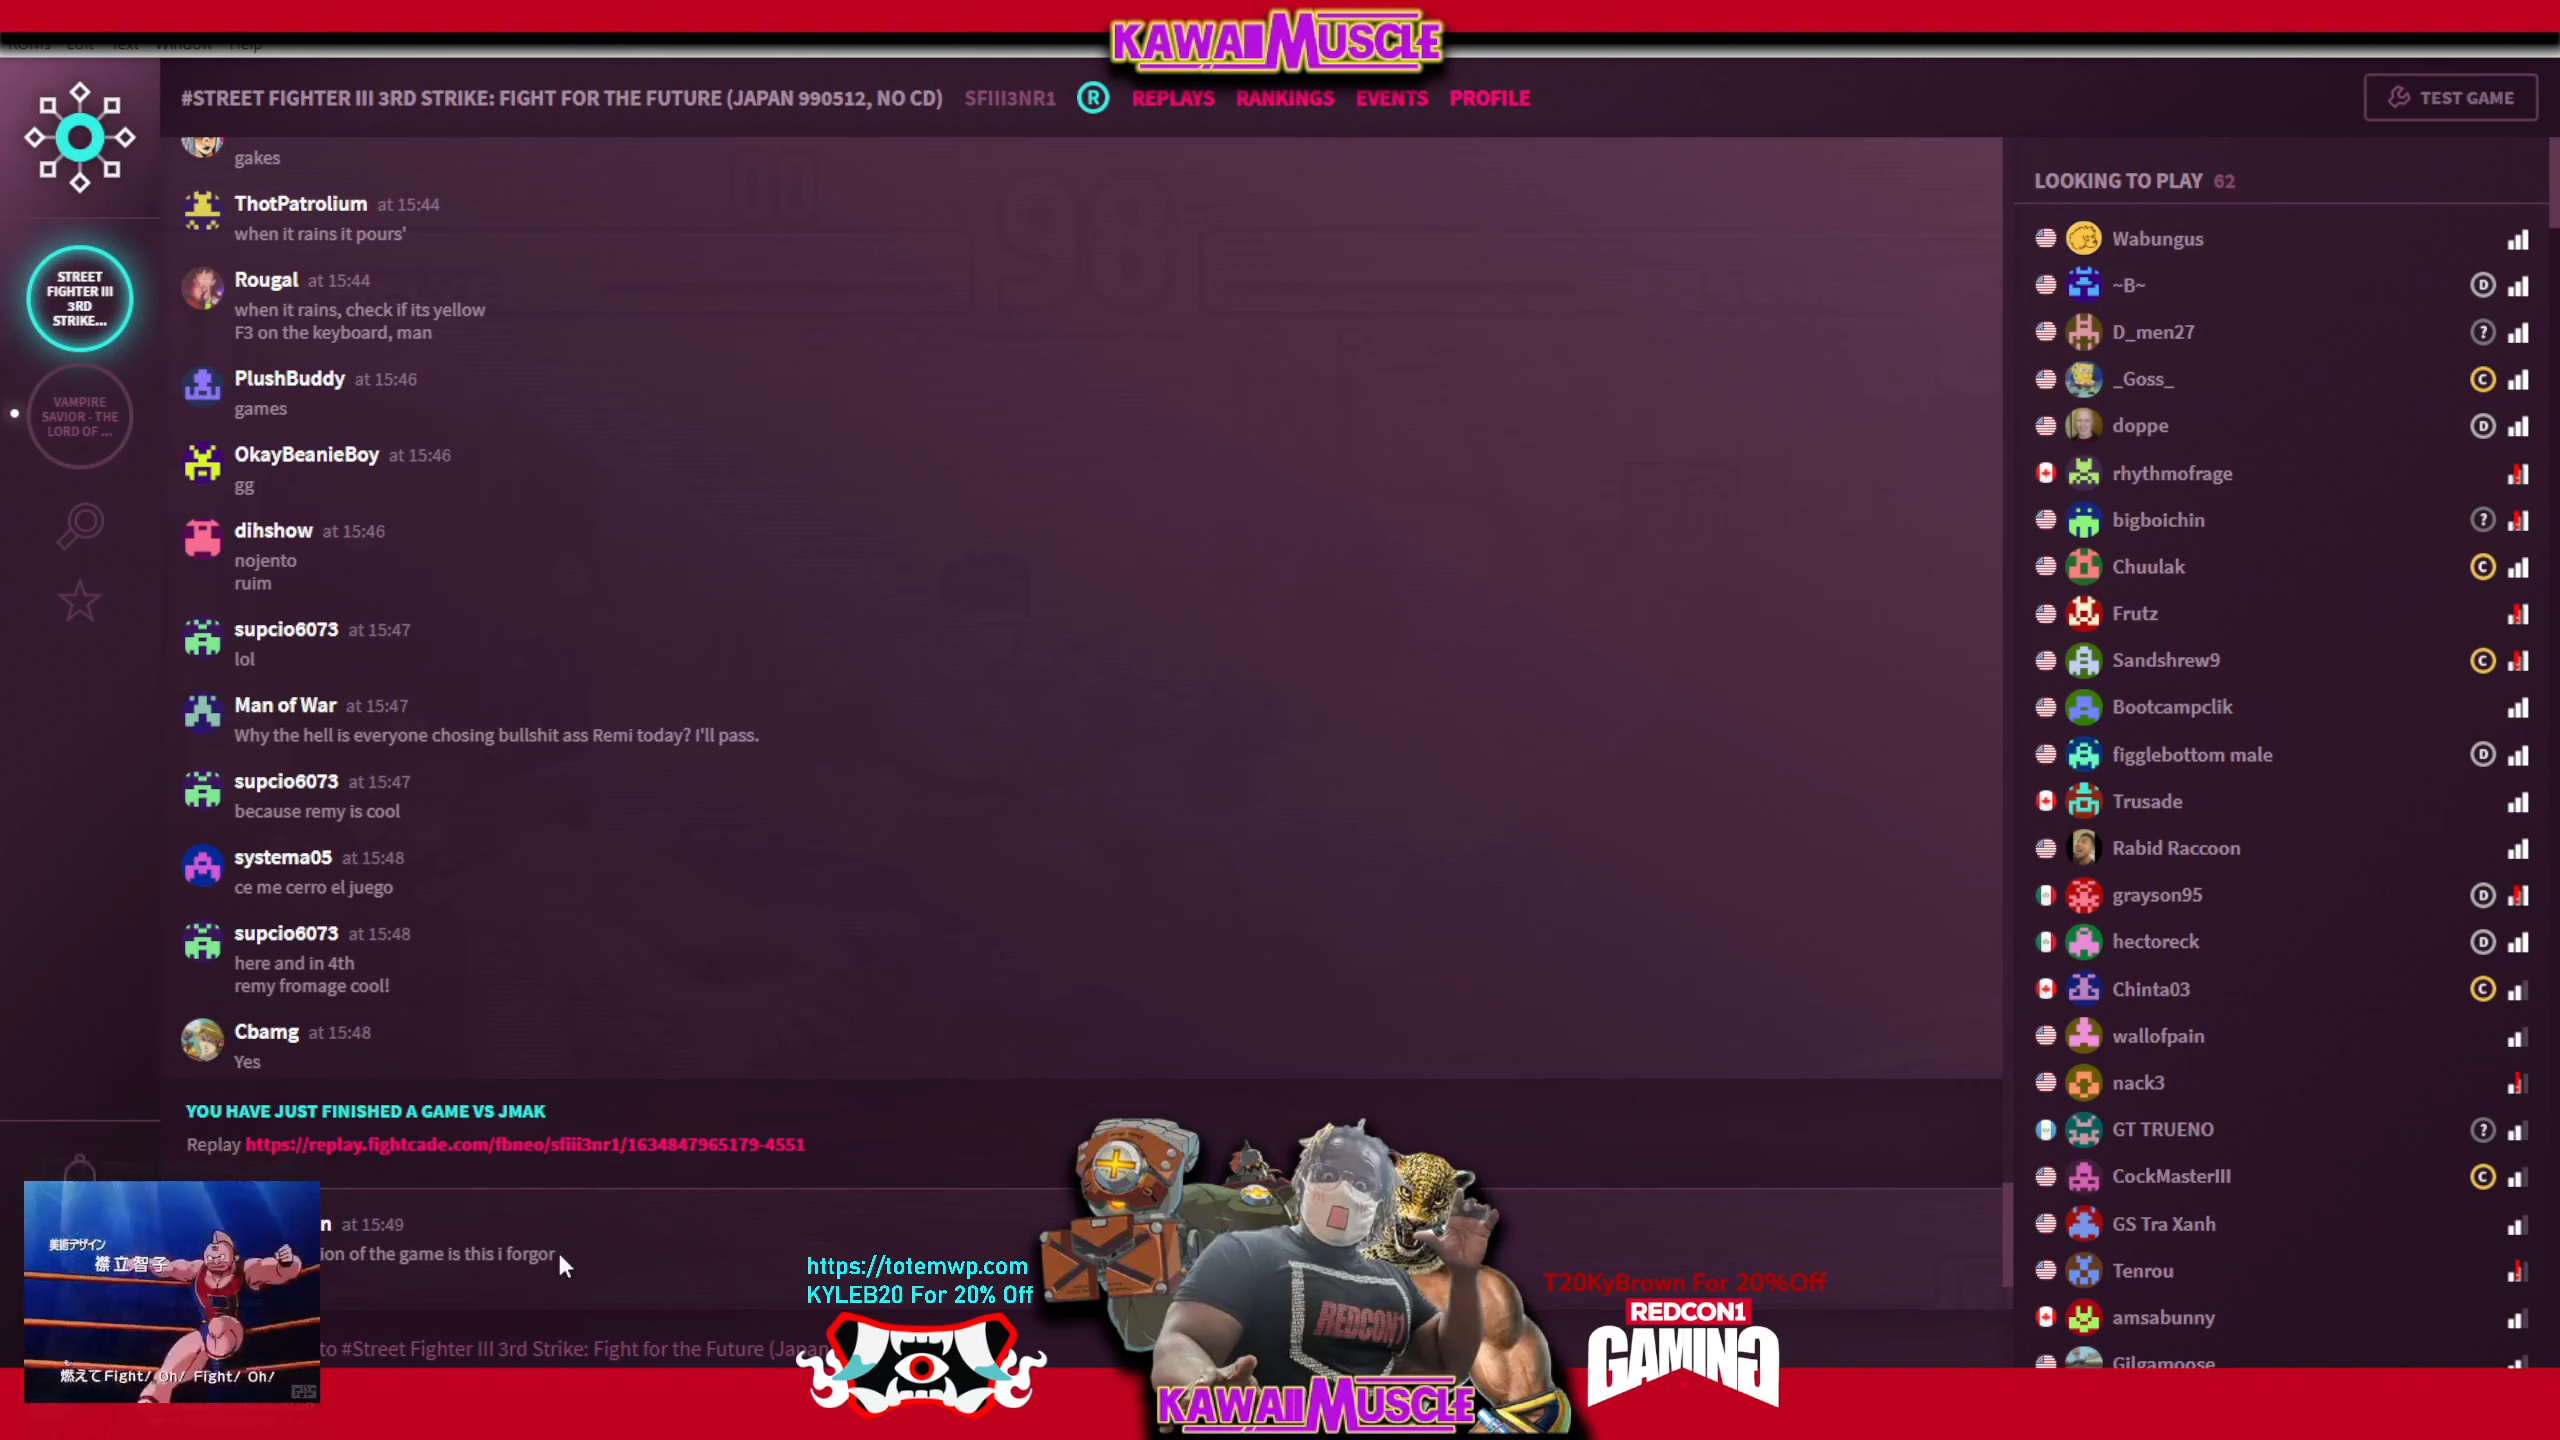 KAWAII MUSCLE
ROMs Edit Text Window Help
#STREET FIGHTER III 3RD STRIKE: FIGHT FOR THE FUTURE (JAPAN 990512, NO CD) SFIII3NR1 R REPLAYS RANKINGS EVENTS PROFILE
TEST GAME
STREET
FIGHTER III
3RD
STRIKE...
VAMPIRE
SAVIOR - THE
LORD OF ...
gakes
ThotPatrolium at 15:44
when it rains it pours'
Rougal at 15:44
when it rains, check if its yellow
F3 on the keyboard, man
PlushBuddy at 15:46
games
OkayBeanieBoy at 15:46
gg
dihshow at 15:46
nojento
ruim
supcio6073 at 15:47
lol
Man of War at 15:47
Why the hell is everyone chosing bullshit ass Remi today? I'll pass.
supcio6073 at 15:47
because remy is cool
systema05 at 15:48
ce me cerro el juego
supcio6073 at 15:48
here and in 4th
remy fromage cool!
Cbamg at 15:48
Yes
YOU HAVE JUST FINISHED A GAME VS JMAK
Replay https://replay.fightcade.com/fbneo/sfiii3nr1/1634847965179-4551
n at 15:49
ion of the game is this i forgor
to #Street Fighter III 3rd Strike: Fight for the Future (Japan
LOOKING TO PLAY 62
Wabungus
~B~ D
D_men27 ?
_Goss_ C
doppe D
rhythmofrage
bigboichin ?
Chuulak C
Frutz
Sandshrew9 C
Bootcampclik
figglebottom male D
Trusade
Rabid Raccoon
grayson95 D
hectoreck D
Chinta03 C
wallofpain
nack3
GT TRUENO ?
CockMasterIII C
GS Tra Xanh
Tenrou
amsabunny
Gilgamoose
美術デザイン
襟立智子
燃えてFight/ Oh/ Fight/ Oh/
https://totemwp.com
KYLEB20 For 20% Off
REDCON1
KAWAII MUSCLE
T20KyBrown For 20%Off
REDCON1
GAMING